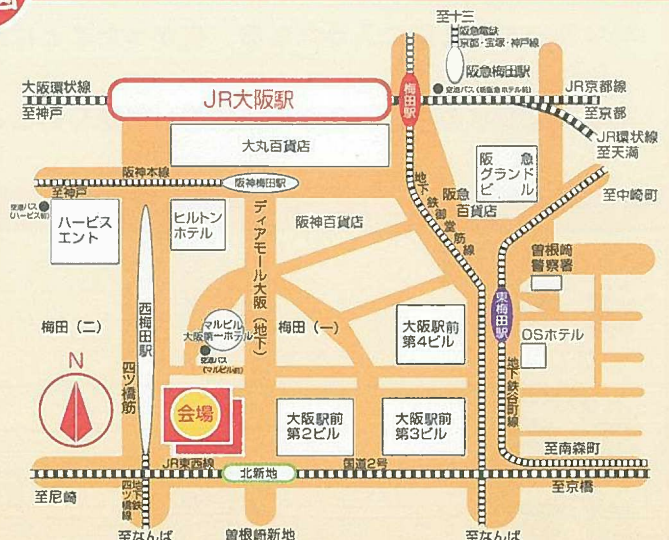 至十三
阪急電鉄
京都・宝塚・神戸線
阪急梅田駅
空港バス(新阪急ホテル前)
大阪環状線
至神戸
JR大阪駅
梅田駅
JR京都線
至京都
JR環状線
至天満
大丸百貨店
阪神本線
至神戸
阪神梅田駅
阪急
グランド
ビル
至中崎町
地下鉄御堂筋線
阪急
百貨店
空港バス
(ハービス前)
ハービス
エント
ヒルトン
ホテル
ディアモール大阪(地下)
阪神百貨店
曽根崎
警察署
西梅田駅
梅田(二)
マルビル
大阪第一ホテル
空港バス
(マルビル前)
梅田(一)
大阪駅前
第4ビル
東梅田駅
OSホテル
N
四ツ橋筋
会場
大阪駅前
第2ビル
大阪駅前
第3ビル
地下鉄谷町線
至南森町
JR東西線
北新地
国道2号
至尼崎
至京橋
地下鉄
四ツ橋線
至なんば
曽根崎新地
至なんば